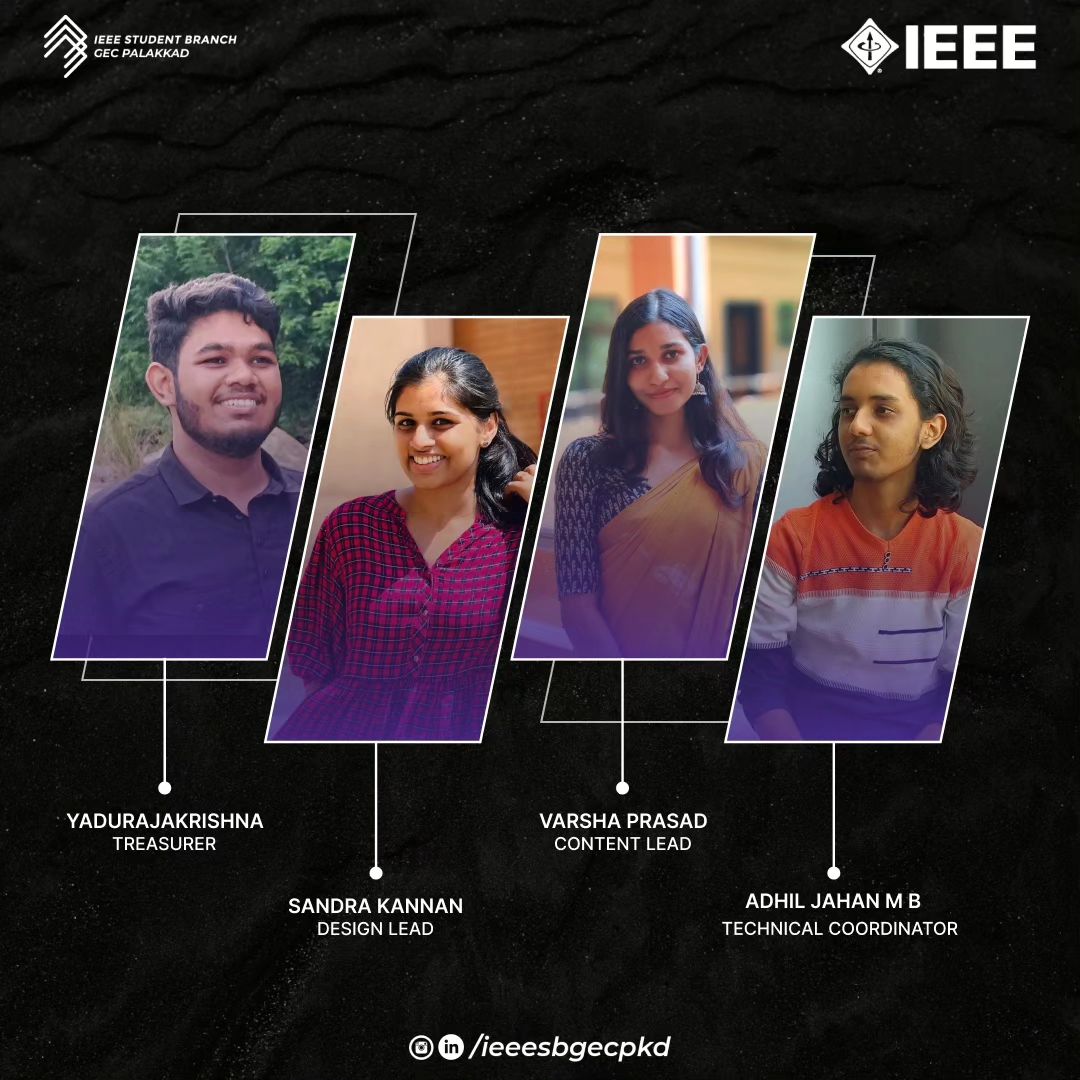 IEEE STUDENT BRANCH
GEC PALAKKAD
IEEE
YADURAJAKRISHNA
TREASURER
SANDRA KANNAN
DESIGN LEAD
VARSHA PRASAD
CONTENT LEAD
ADHIL JAHAN M B
TECHNICAL COORDINATOR
in /ieeesbgecpkd